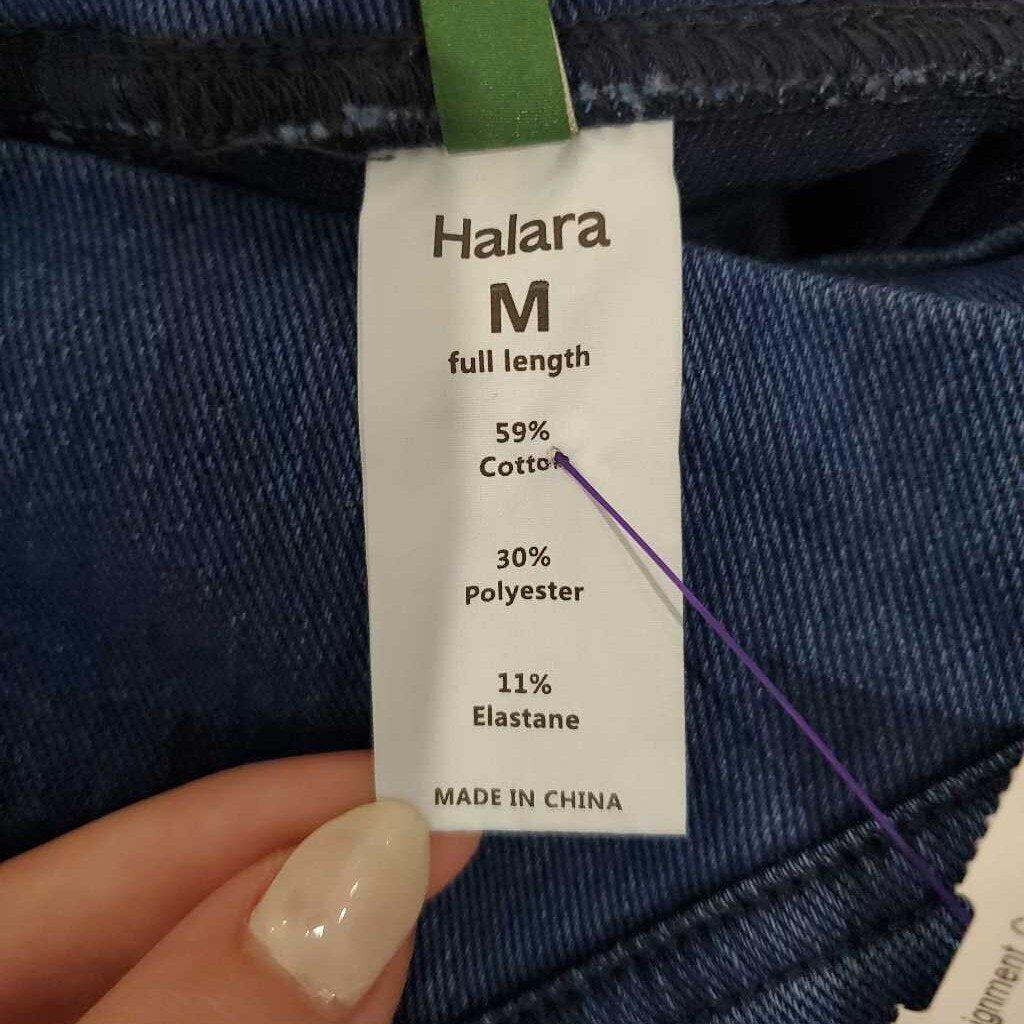 Halara
M
full length
59%
Cotton
30%
Polyester
11%
Elastane
MADE IN CHINA